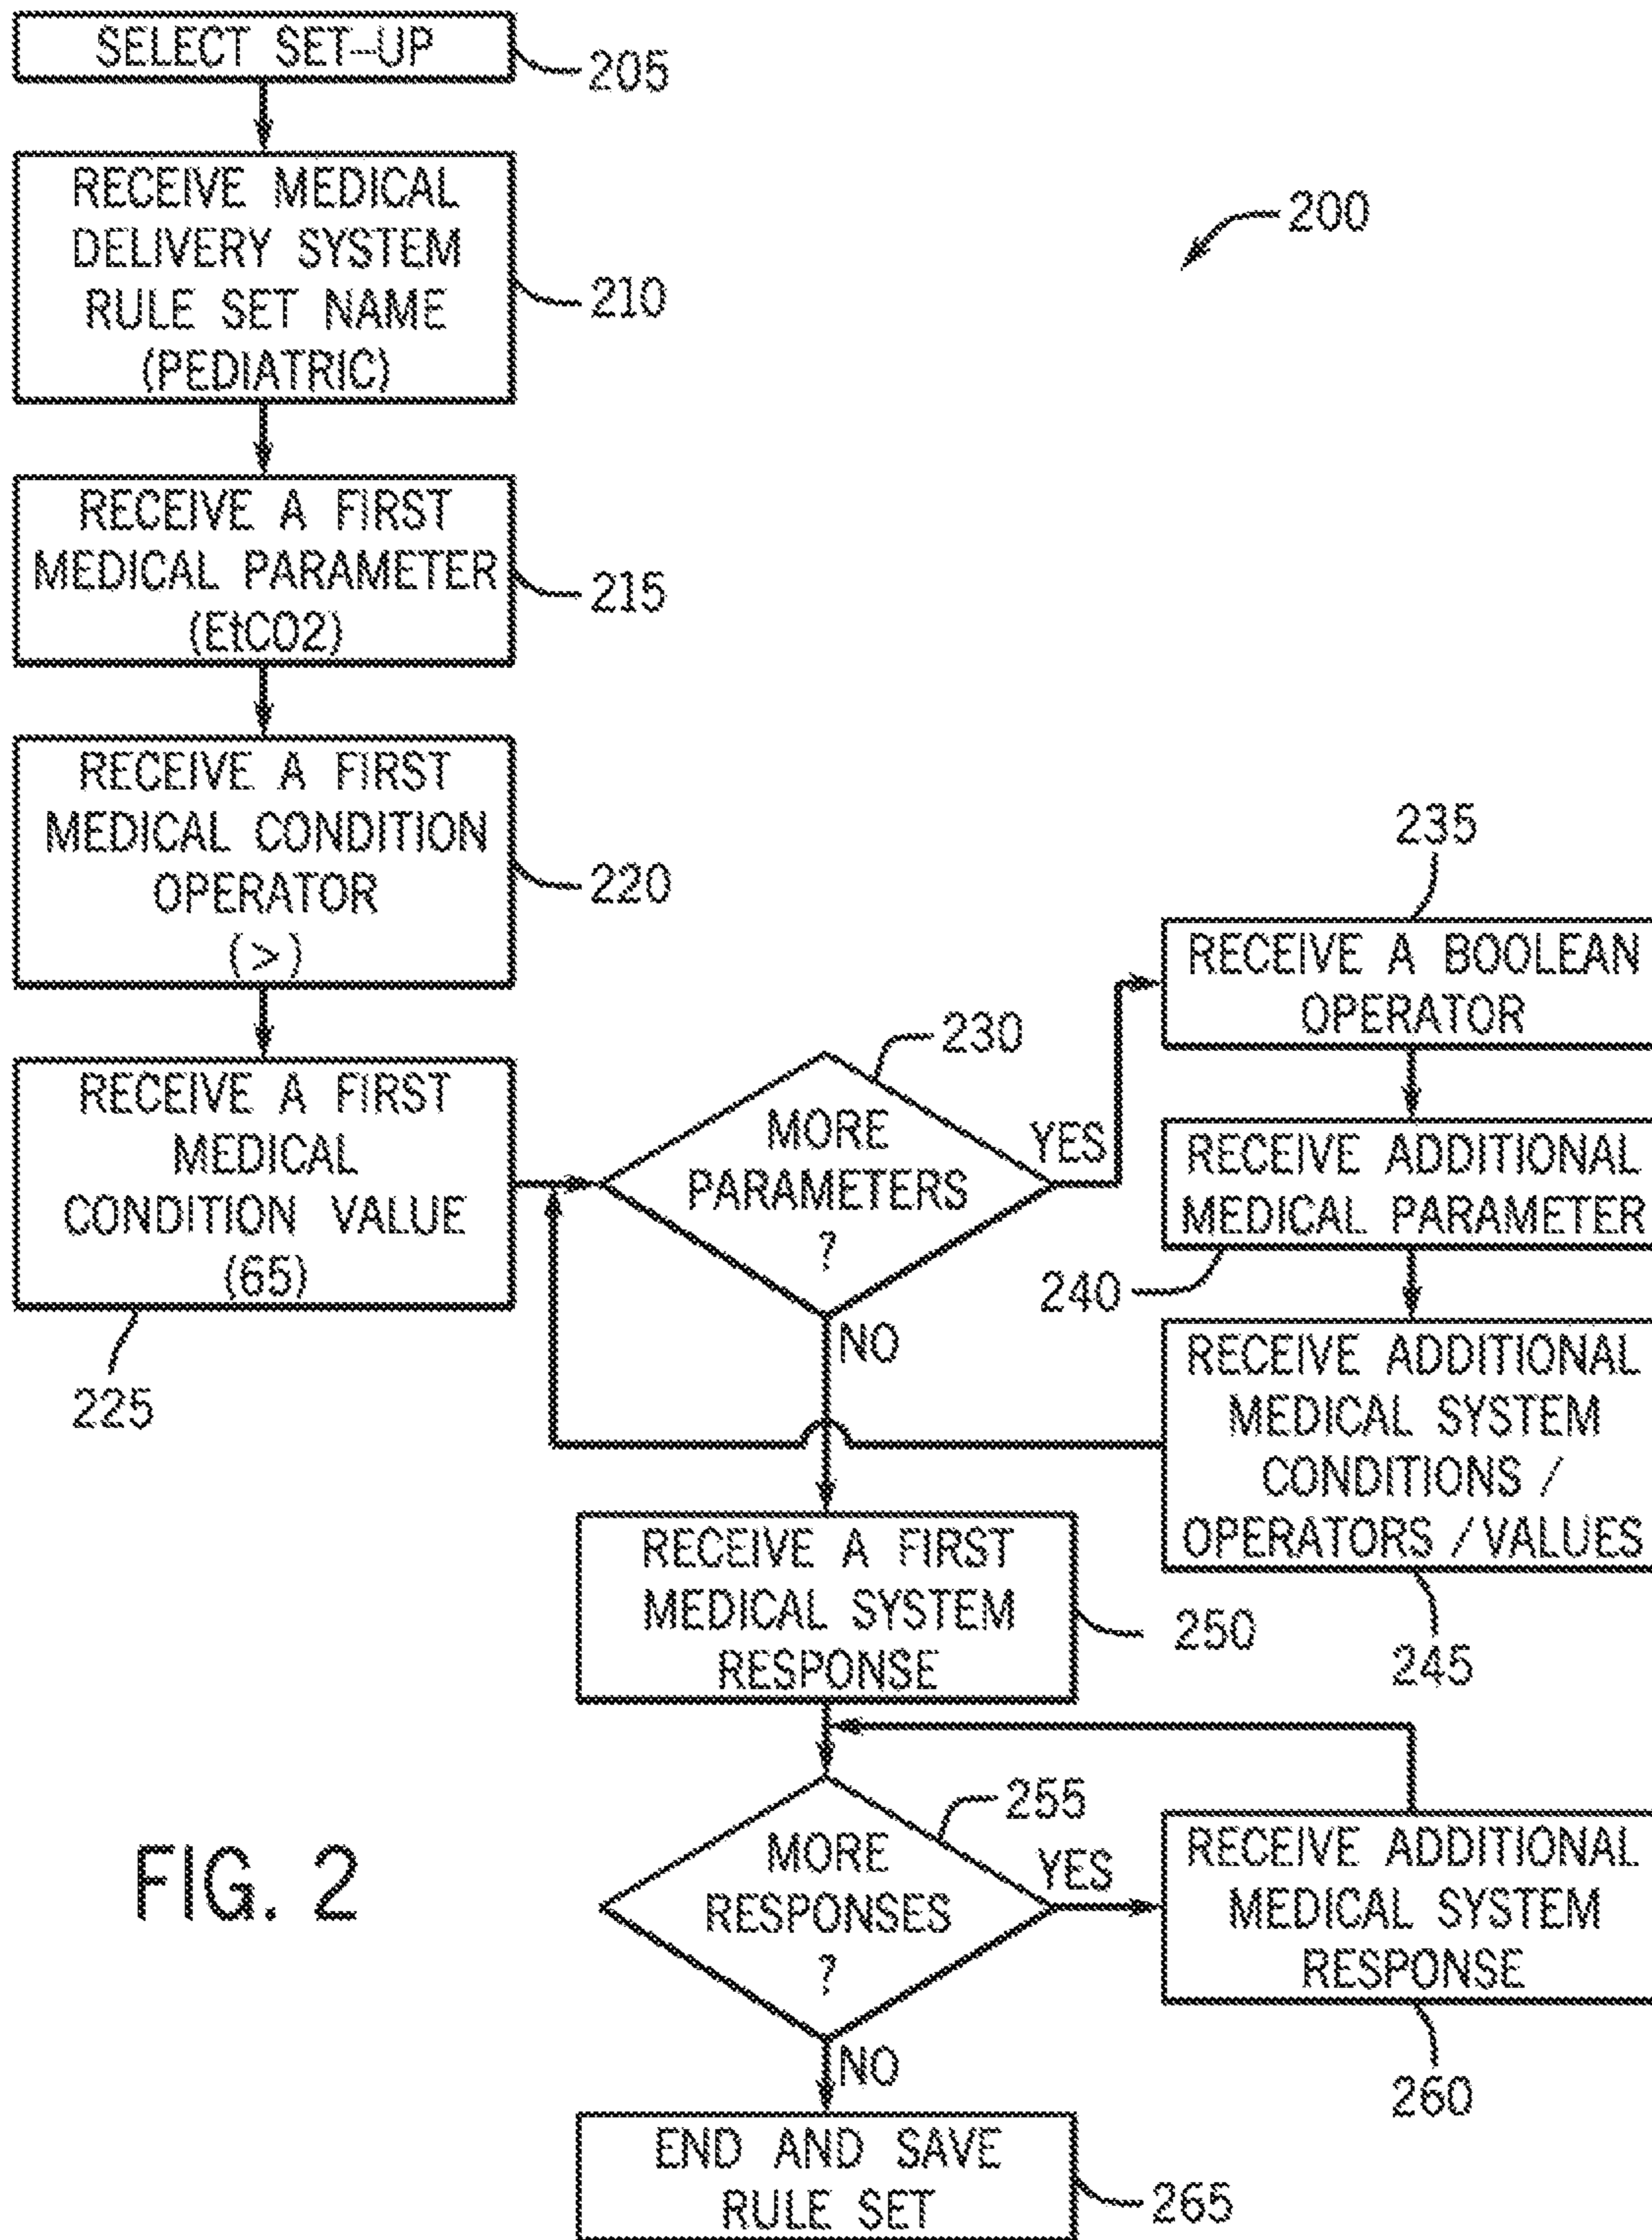 SELECT SET-UP
205
RECEIVE MEDICAL
DELIVERY SYSTEM
RULE SET NAME
(PEDIATRIC)
210
200
RECEIVE A FIRST
MEDICAL PARAMETER
(EtCO2)
215
RECEIVE A FIRST
MEDICAL CONDITION
OPERATOR
(>)
220
RECEIVE A FIRST
MEDICAL
CONDITION VALUE
(65)
225
MORE
PARAMETERS
?
230
YES
NO
235
RECEIVE A BOOLEAN
OPERATOR
RECEIVE ADDITIONAL
MEDICAL PARAMETER
240
RECEIVE ADDITIONAL
MEDICAL SYSTEM
CONDITIONS /
OPERATORS / VALUES
245
RECEIVE A FIRST
MEDICAL SYSTEM
RESPONSE
250
MORE
RESPONSES
?
255
YES
NO
RECEIVE ADDITIONAL
MEDICAL SYSTEM
RESPONSE
260
END AND SAVE
RULE SET
265
FIG. 2